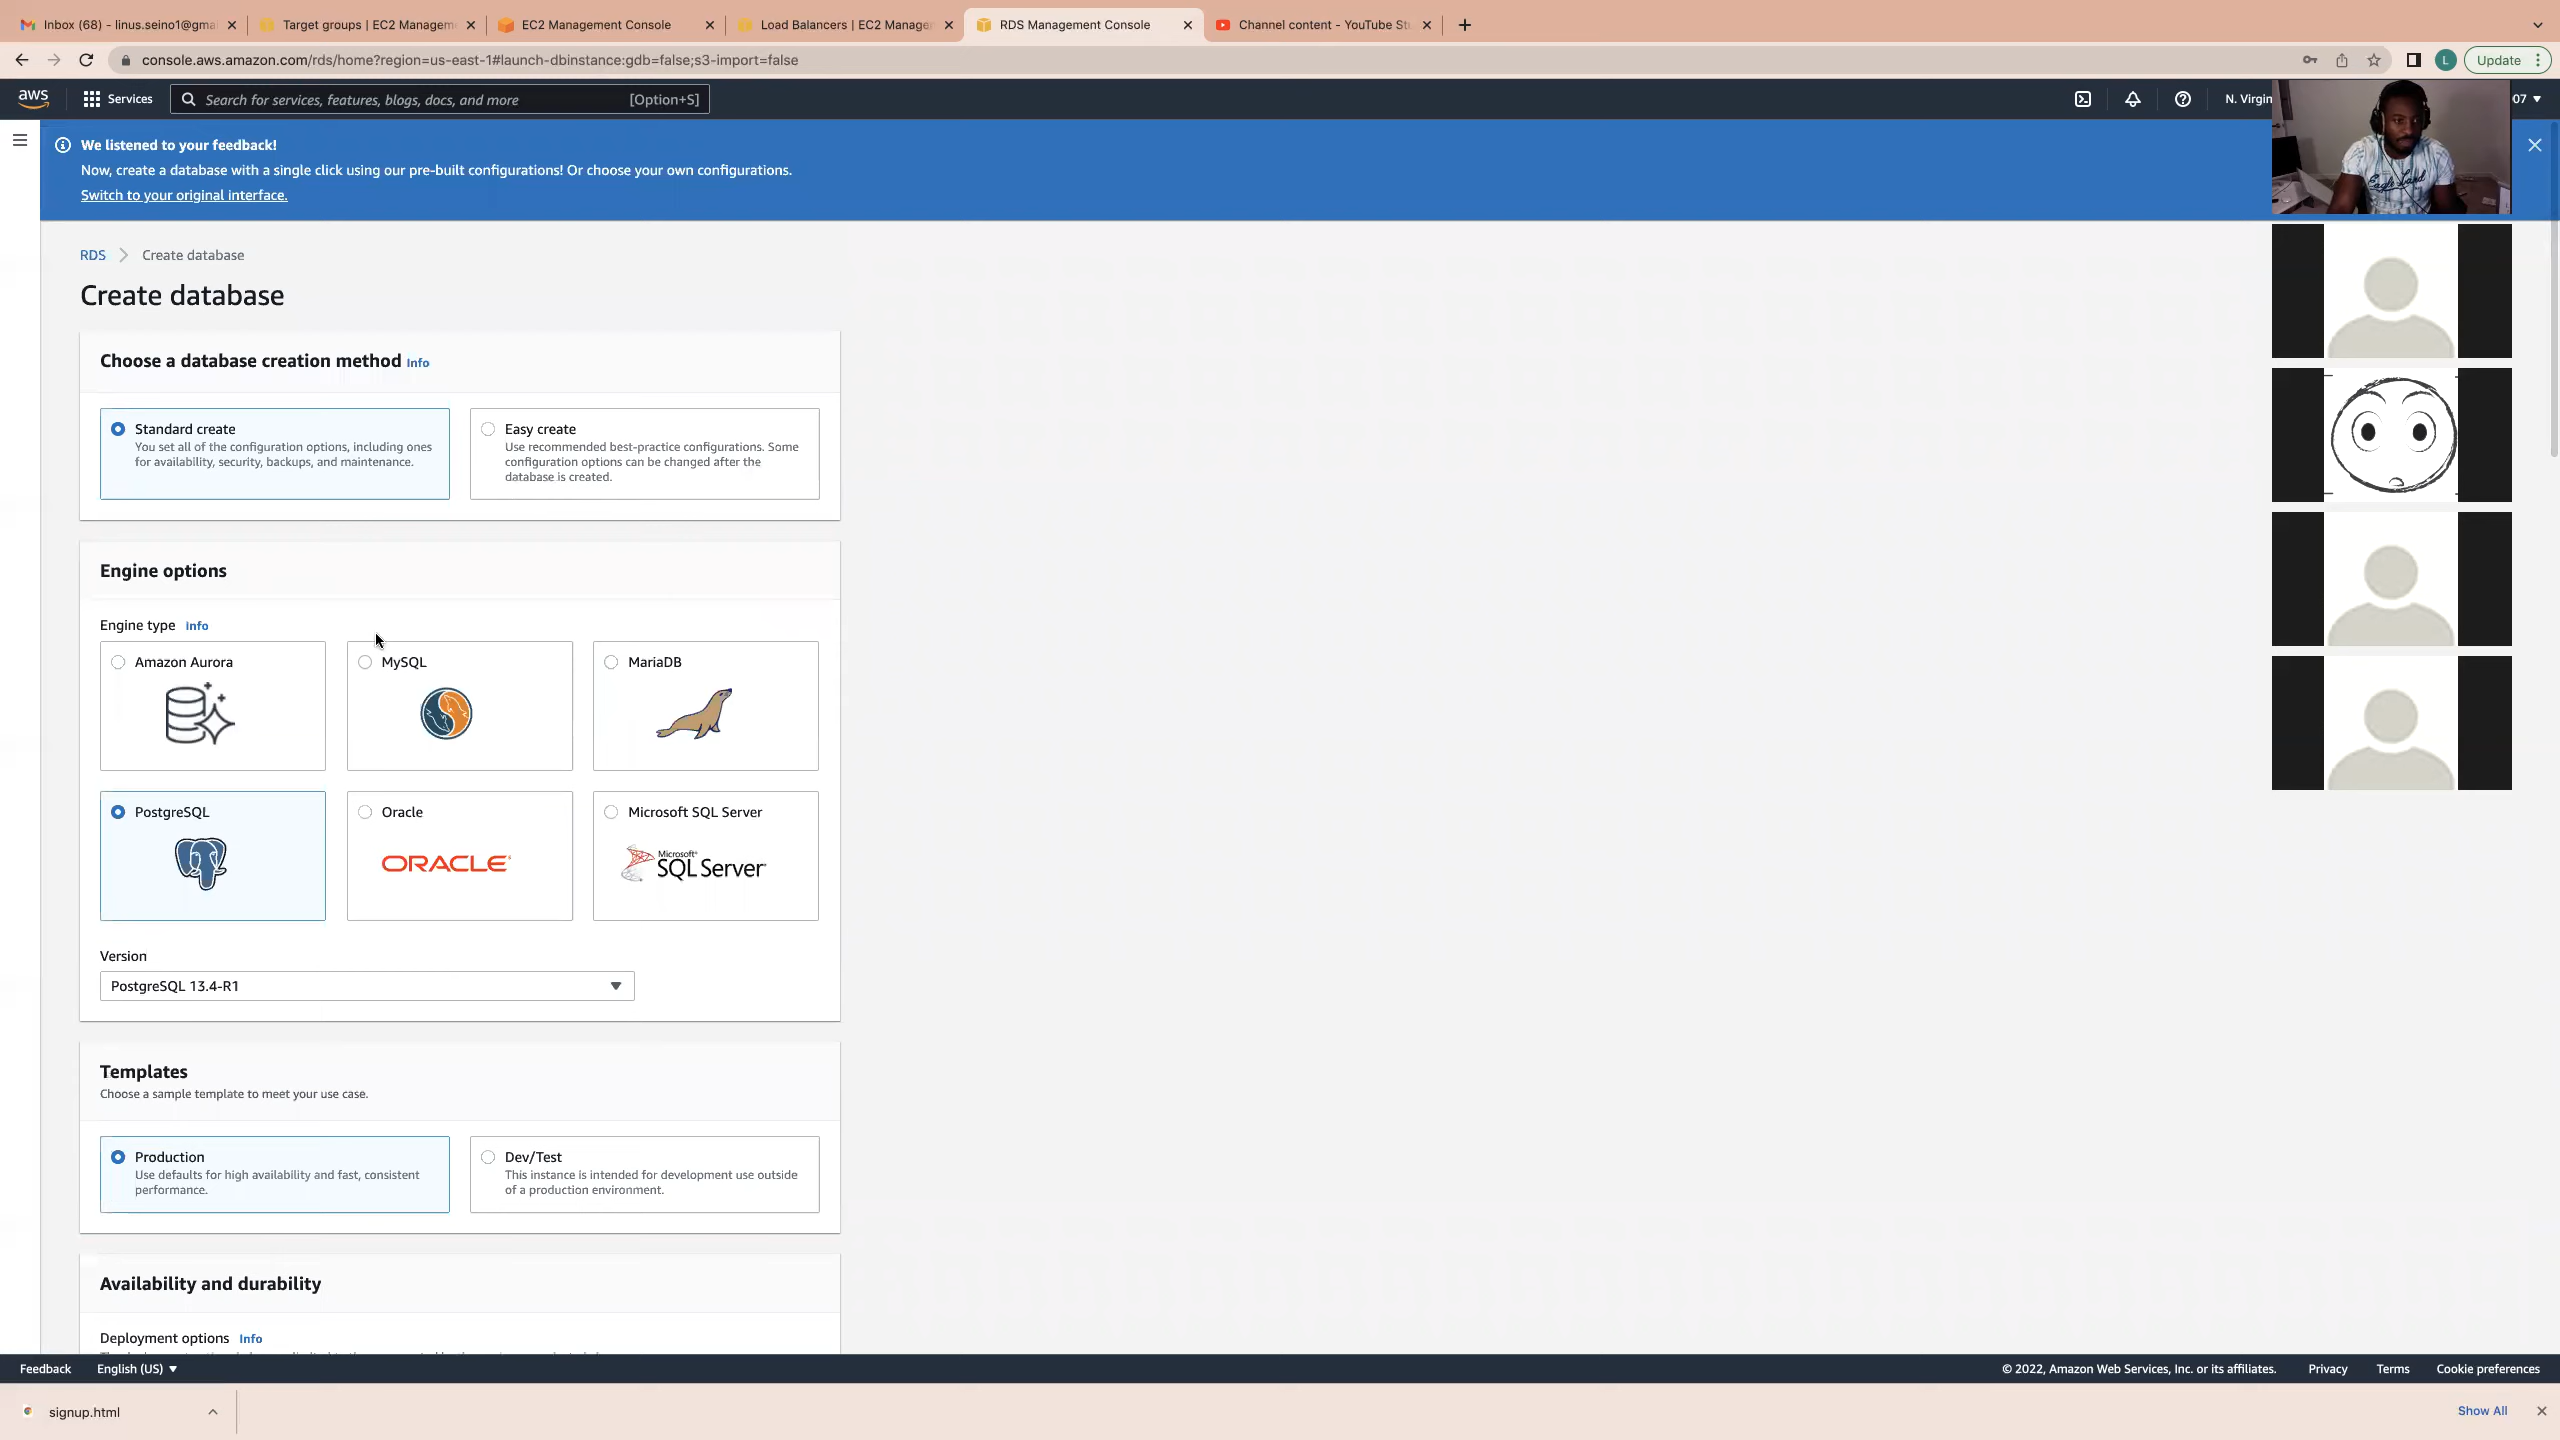 Inbox (68) - linus.seino1@gma
Target groups | EC2 Managem
EC2 Management Console
Load Balancers | EC2 Manage
RDS Management Console
Channel content - YouTube St
console.aws.amazon.com/rds/home?region=us-east-1#launch-dbinstance:gdb=false;s3-import=false
L
Update
aws
Services
Search for services, features, blogs, docs, and more
[Option+S]
N. Virgin
07
We listened to your feedback!
Now, create a database with a single click using our pre-built configurations! Or choose your own configurations.
Switch to your original interface.
Eagle Land
RDS
Create database
Create database
Choose a database creation method Info
Standard create
You set all of the configuration options, including ones
for availability, security, backups, and maintenance.
Easy create
Use recommended best-practice configurations. Some
configuration options can be changed after the
database is created.
Engine options
Engine type Info
Amazon Aurora
MySQL
MariaDB
PostgreSQL
Oracle
ORACLE
Microsoft SQL Server
Microsoft
SQL Server
Version
PostgreSQL 13.4-R1
Templates
Choose a sample template to meet your use case.
Production
Use defaults for high availability and fast, consistent
performance.
Dev/Test
This instance is intended for development use outside
of a production environment.
Availability and durability
Deployment options Info
Feedback
English (US)
© 2022, Amazon Web Services, Inc. or its affiliates.
Privacy
Terms
Cookie preferences
signup.html
Show All